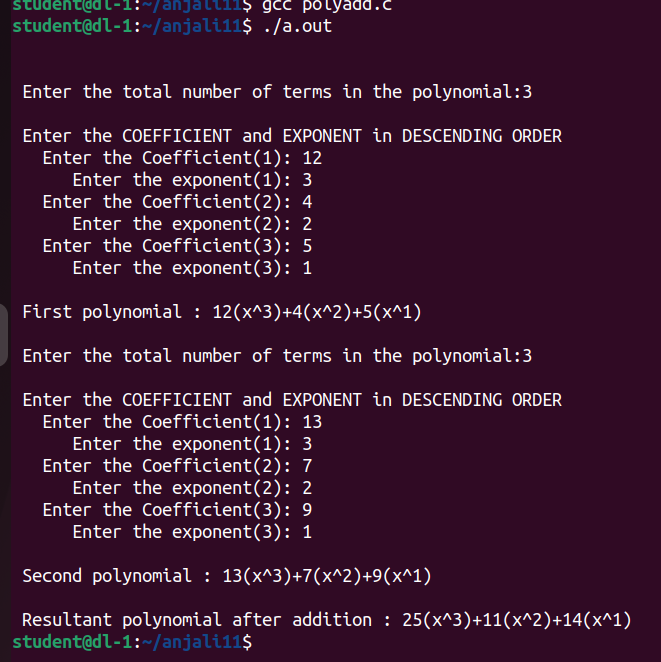 student@dl-1:~/anjali11$ gcc polyadd.c
student@dl-1:~/anjali11$ ./a.out
Enter the total number of terms in the polynomial:3
Enter the COEFFICIENT and EXPONENT in DESCENDING ORDER
Enter the Coefficient(1): 12
Enter the exponent(1): 3
Enter the Coefficient(2): 4
Enter the exponent(2): 2
Enter the Coefficient(3): 5
Enter the exponent(3): 1
First polynomial : 12(x^3)+4(x^2)+5(x^1)
Enter the total number of terms in the polynomial:3
Enter the COEFFICIENT and EXPONENT in DESCENDING ORDER
Enter the Coefficient(1): 13
Enter the exponent(1): 3
Enter the Coefficient(2): 7
Enter the exponent(2): 2
Enter the Coefficient(3): 9
Enter the exponent(3): 1
Second polynomial : 13(x^3)+7(x^2)+9(x^1)
Resultant polynomial after addition : 25(x^3)+11(x^2)+14(x^1)
student@dl-1:~/anjali11$